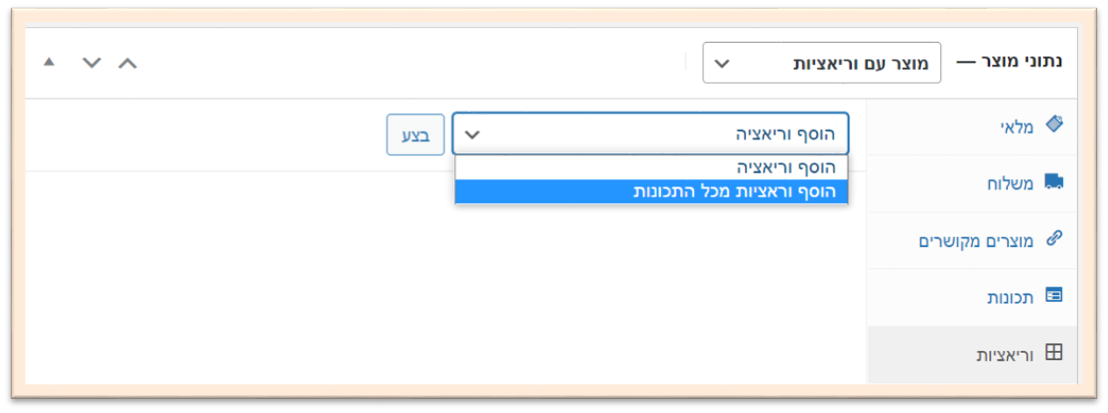 נתוני מוצר — מוצר עם וריאציות
מלאי
משלוח
מוצרים מקושרים
תכונות
וריאציות
הוסף וריאציה
בצע
הוסף וריאציה
הוסף וראציות מכל התכונות